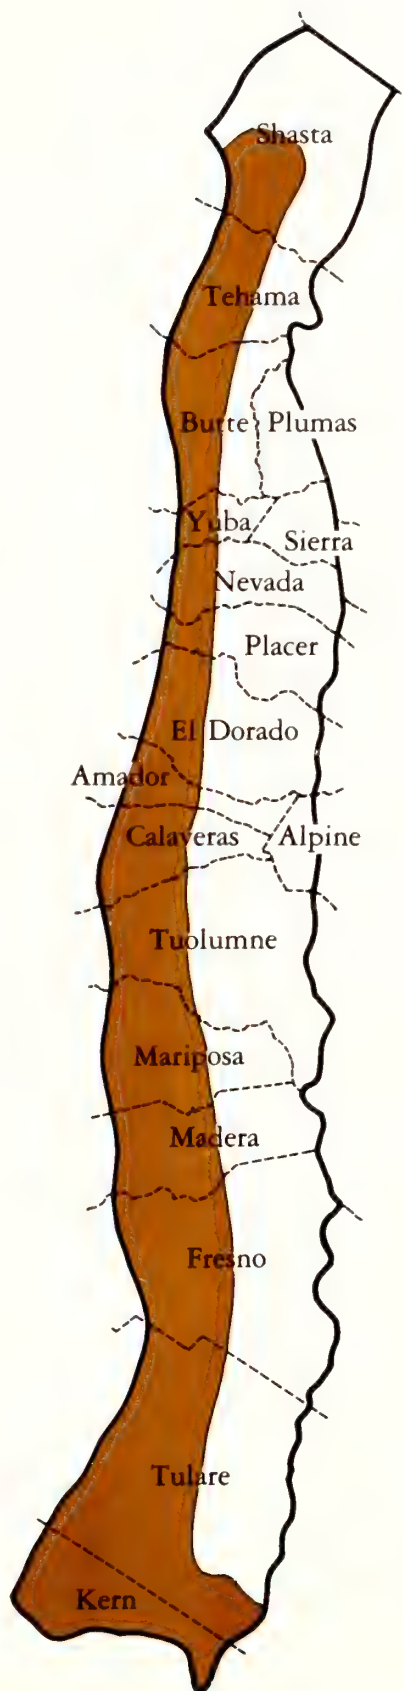 Shasta
Tehama
Butte
Plumas
Yuba
Sierra
Nevada
Placer
El Dorado
Amador
Calaveras
Alpine
Tuolumne
Mariposa
Madera
Fresno
Tulare
Kern